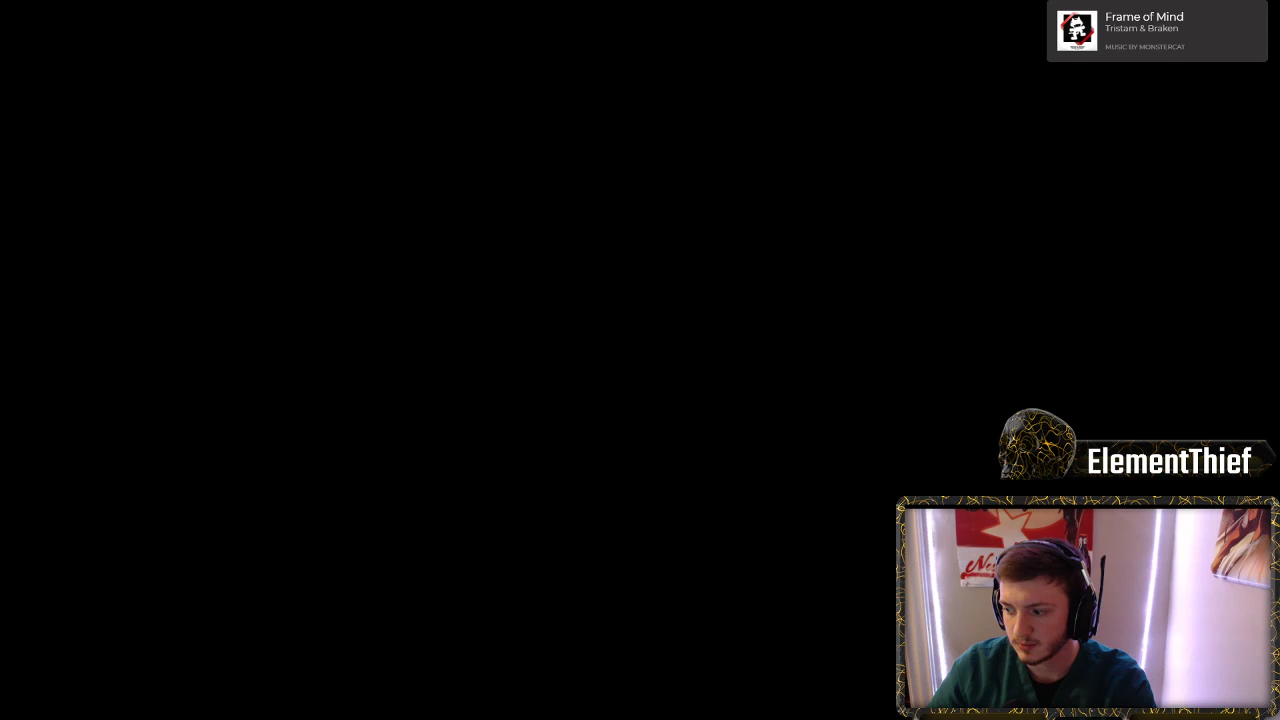 Frame of Mind
Tristam & Braken
MUSIC BY MONSTERCAT
ElementThief